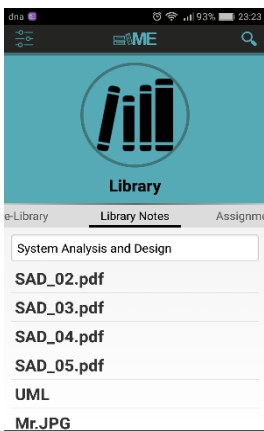 dna 93% 23:23
ME
Library
e-Library Library Notes Assignme
System Analysis and Design
SAD_02.pdf
SAD_03.pdf
SAD_04.pdf
SAD_05.pdf
UML
Mr.JPG